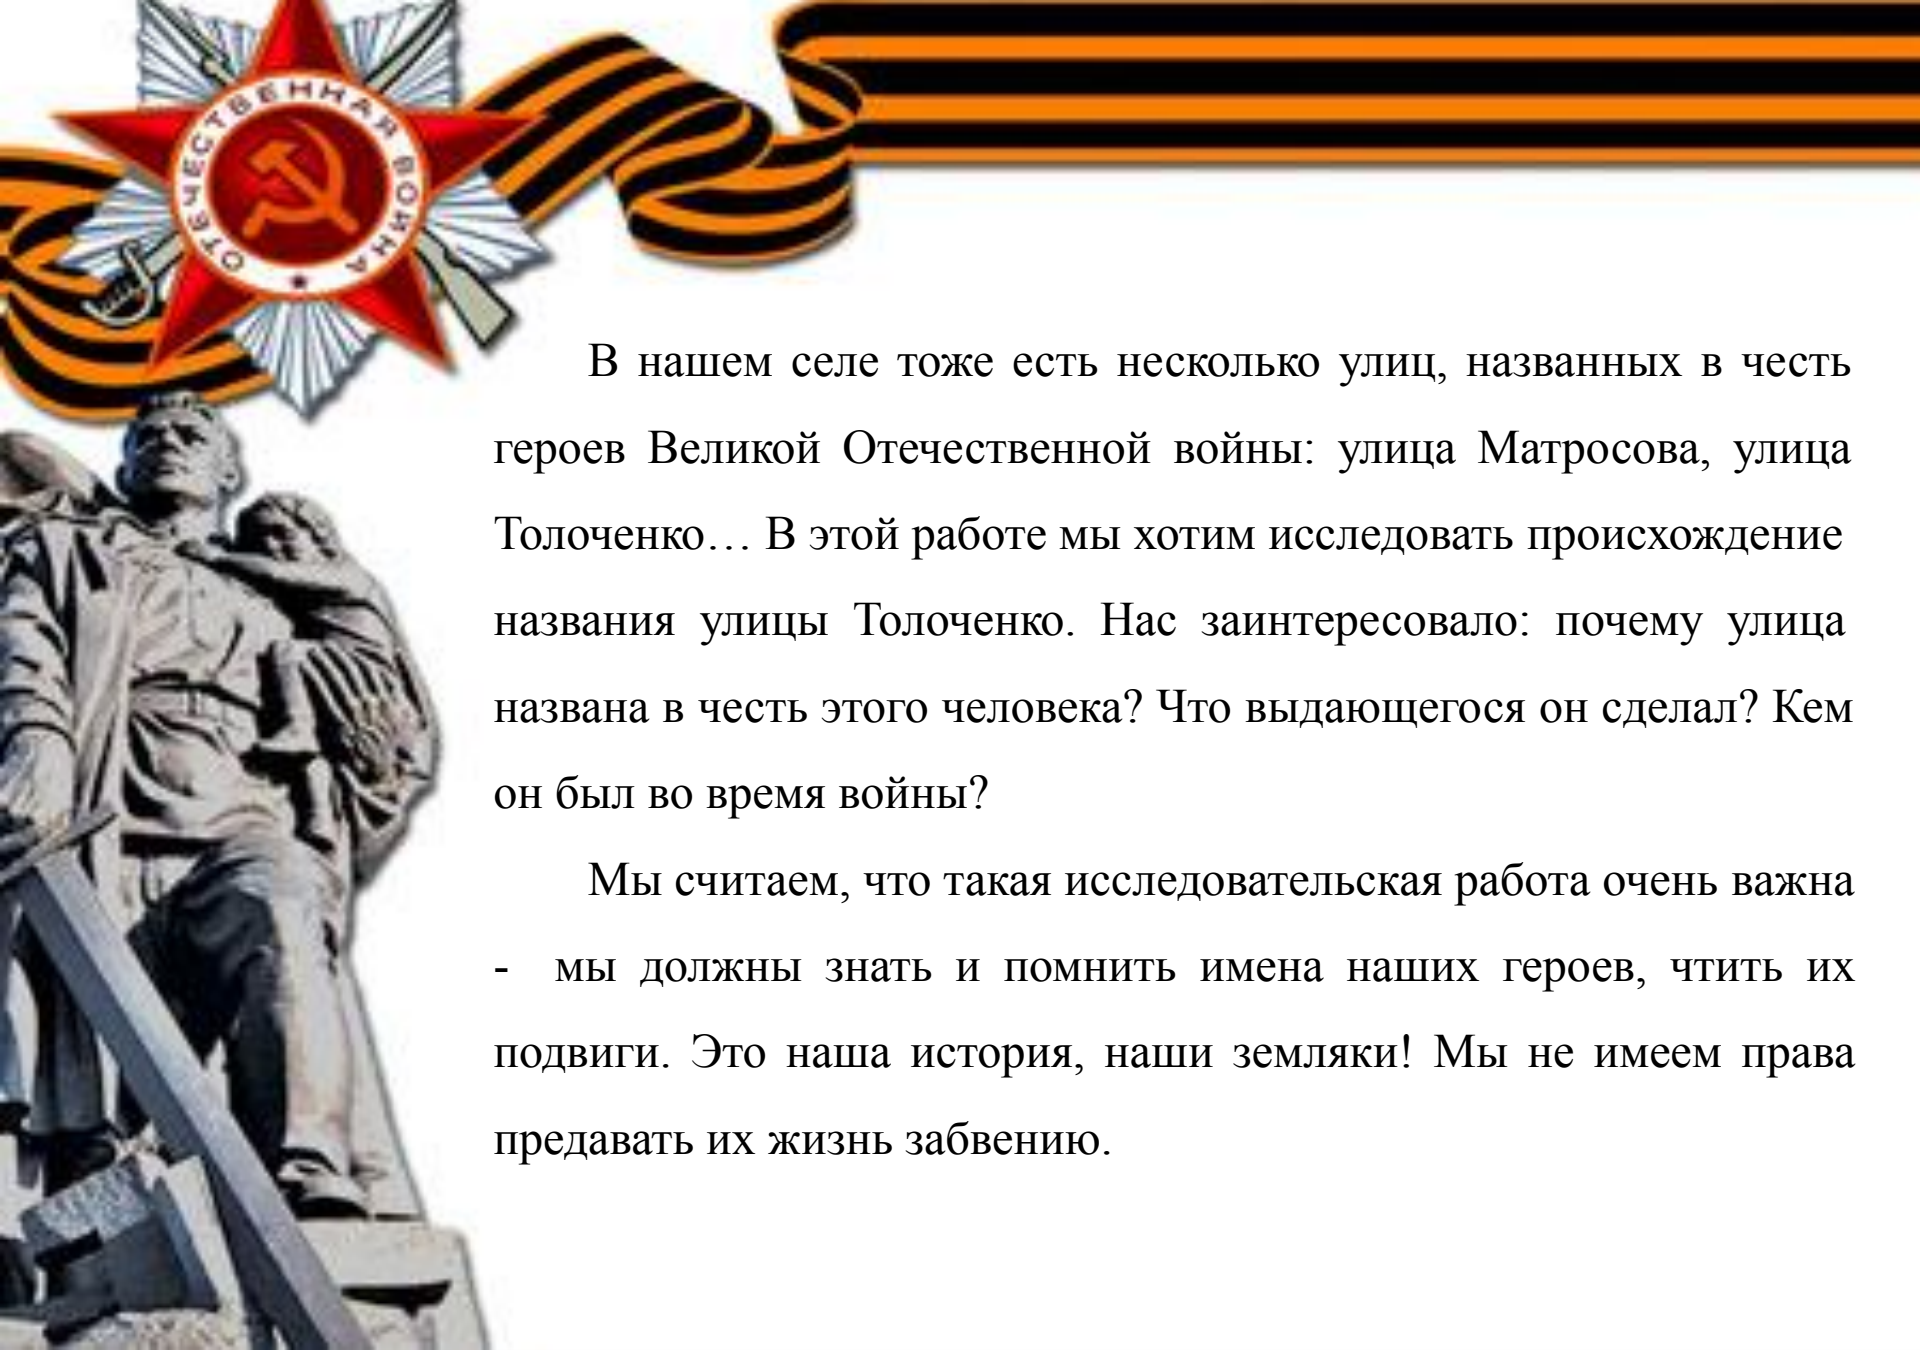 ОТЕЧЕСТВЕННАЯ ВОЙНА
В нашем селе тоже есть несколько улиц, названных в честь
героев Великой Отечественной войны: улица Матросова, улица
Толоченко… В этой работе мы хотим исследовать происхождение
названия улицы Толоченко. Нас заинтересовало: почему улица
названа в честь этого человека? Что выдающегося он сделал? Кем
он был во время войны?
Мы считаем, что такая исследовательская работа очень важна
- мы должны знать и помнить имена наших героев, чтить их
подвиги. Это наша история, наши земляки! Мы не имеем права
предавать их жизнь забвению.